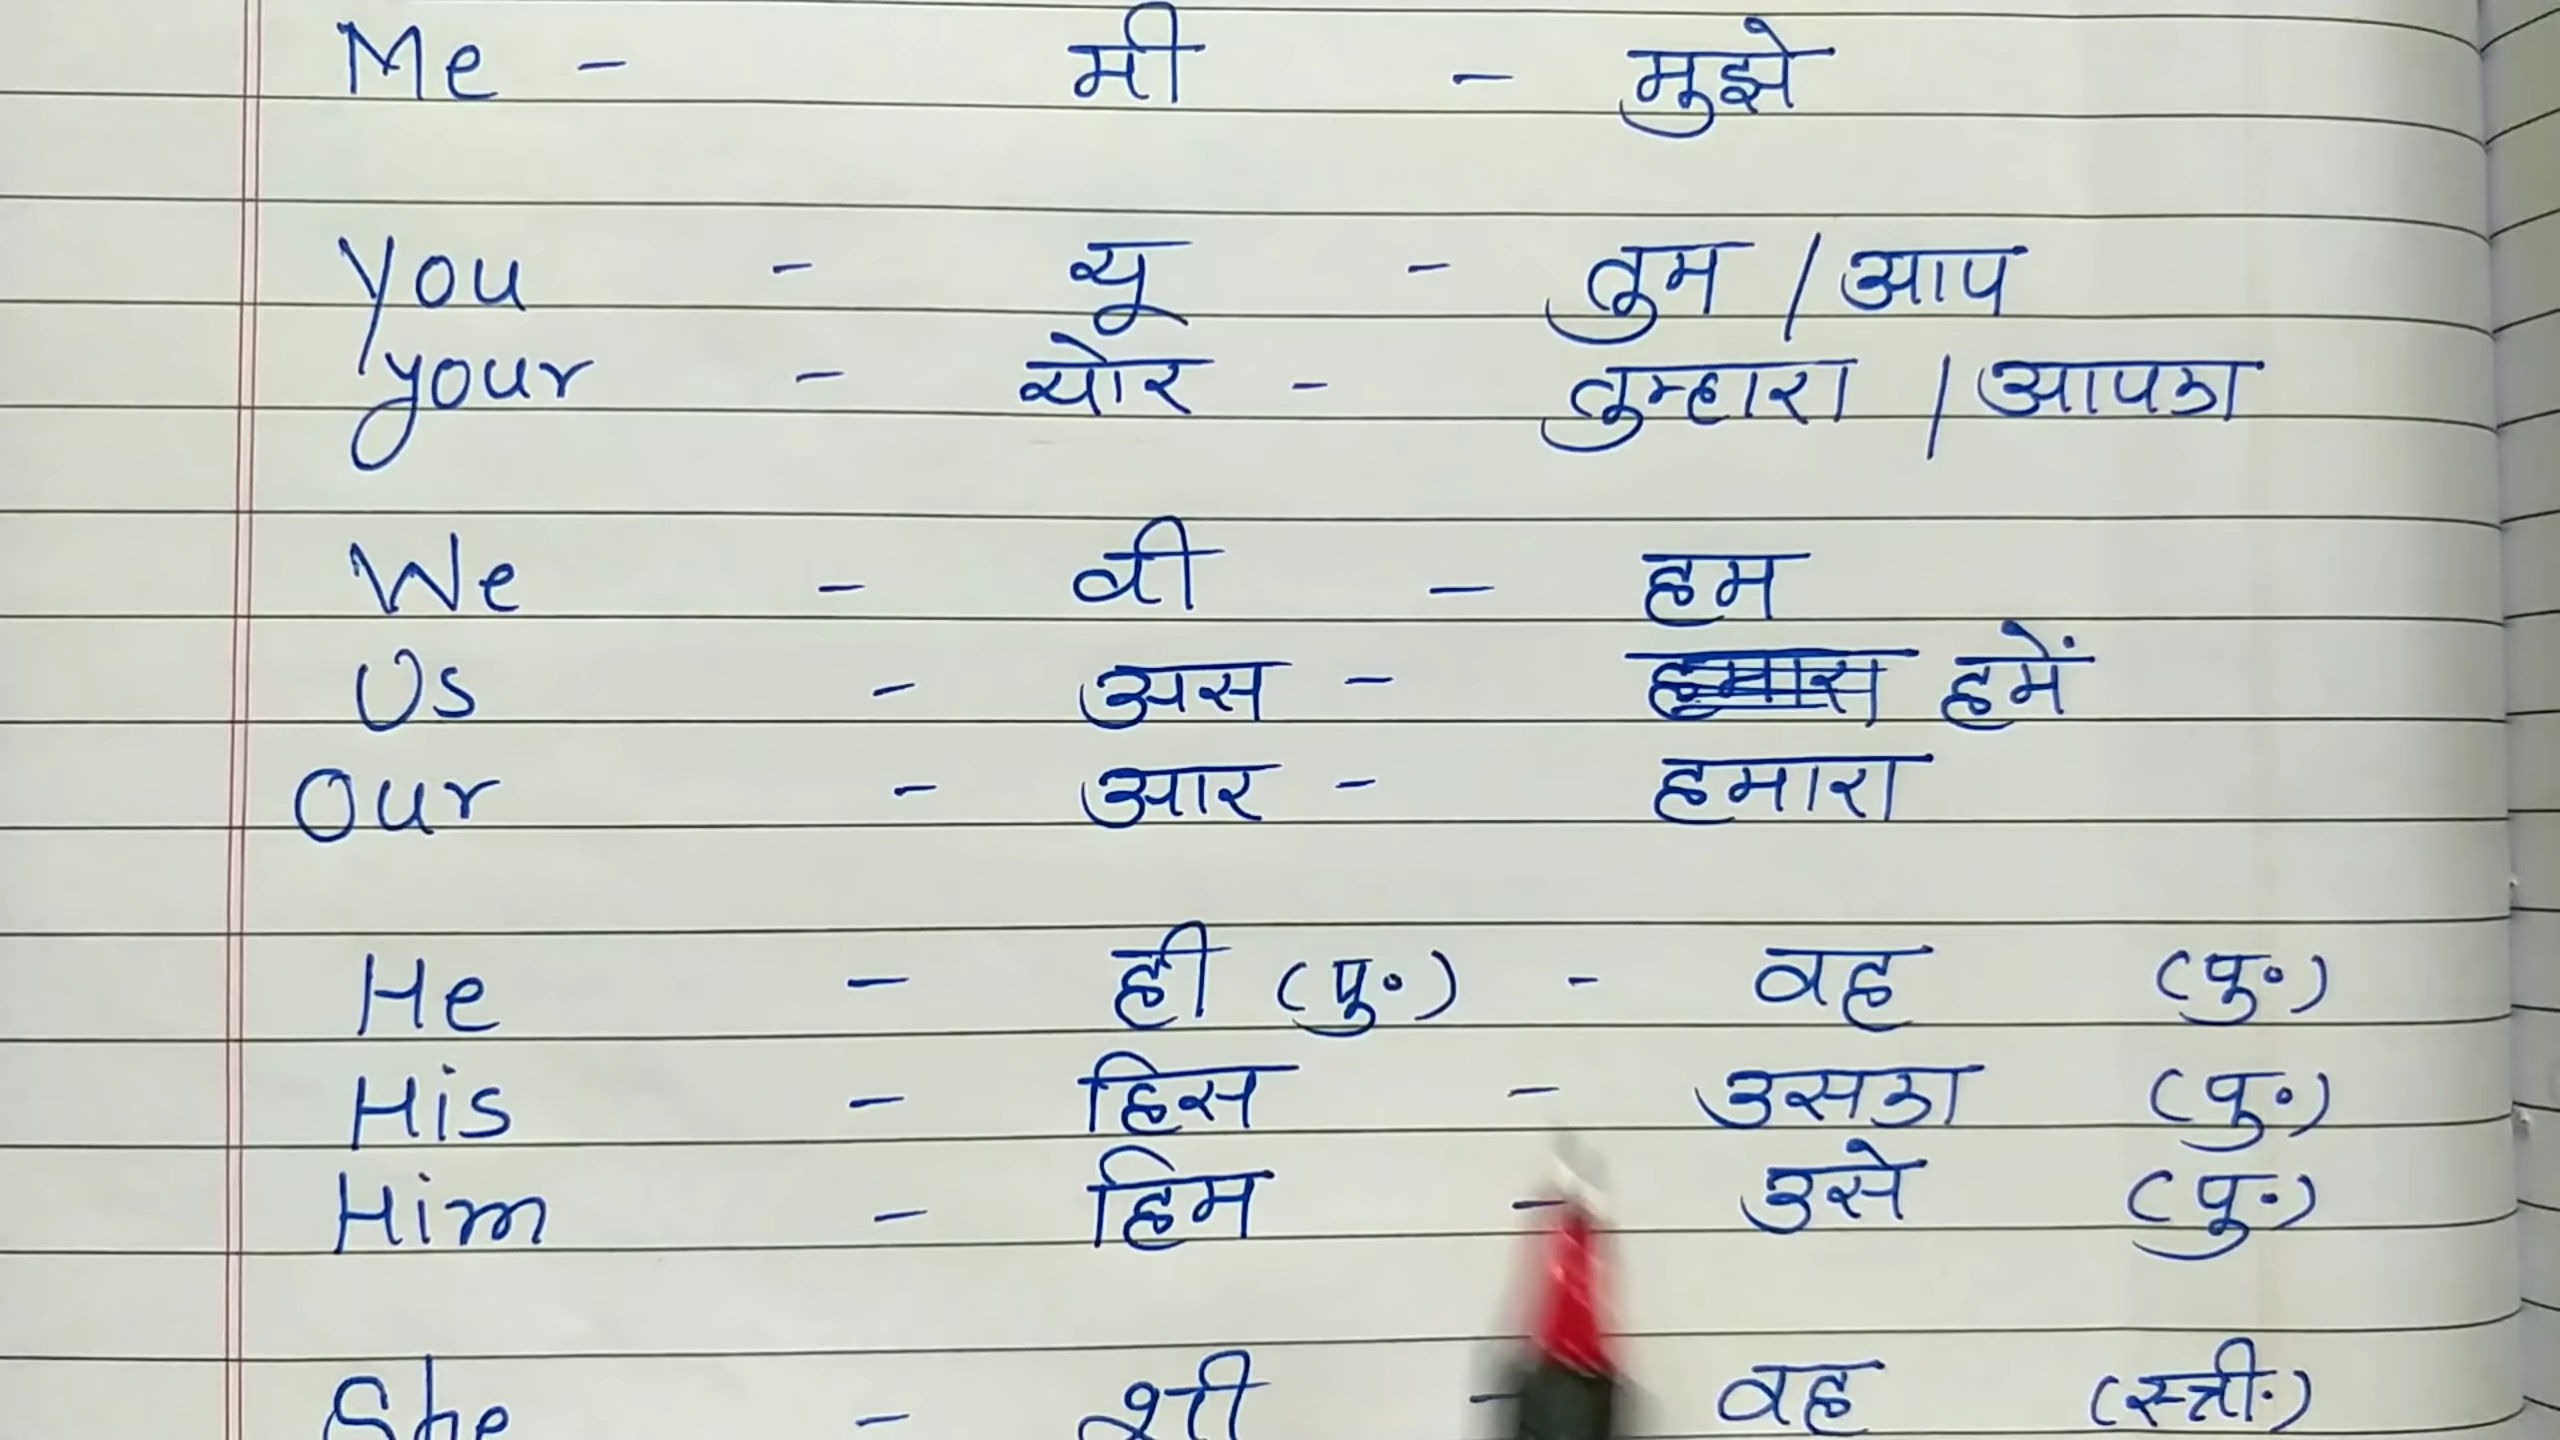 Me - मी - मुझे
You - यू - तुम / आप
your - योर - तुम्हारा / आपका
We - वी - हम
Us - अस - हमें
Our - आर - हमारा
He - ही (पु॰) - वह (पु॰)
His - हिस - उसका (पु॰)
Him - हिम - उसे (पु॰)
She - शी - वह (स्त्री॰)